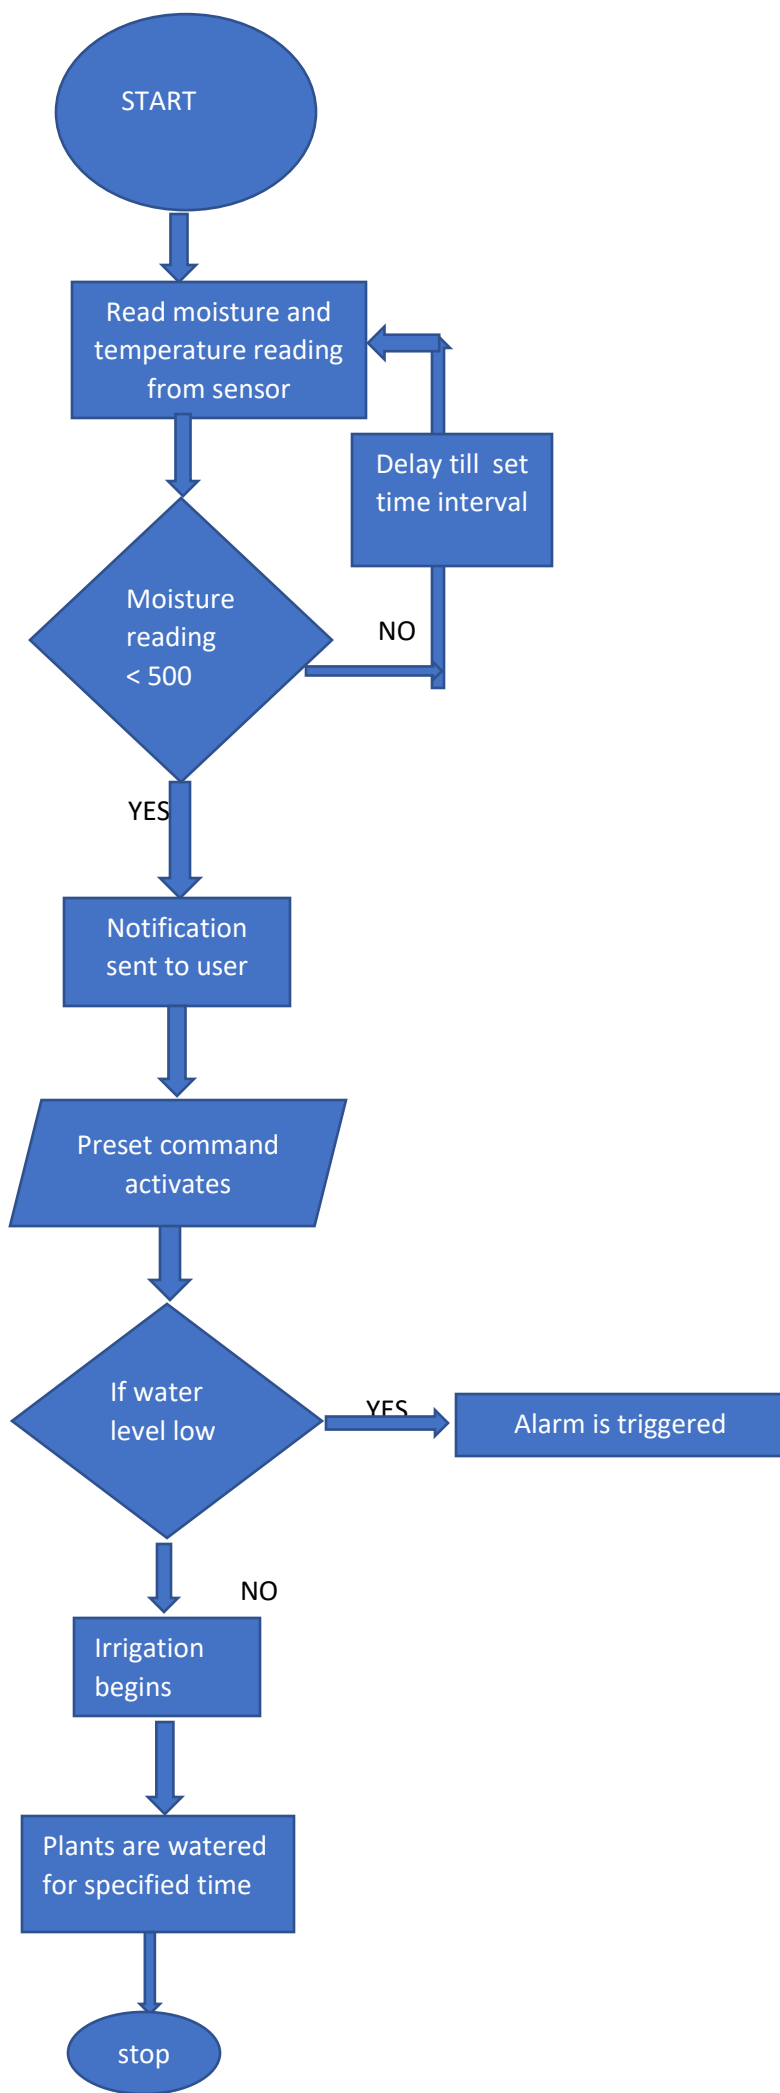 START
Read moisture and
temperature reading
from sensor
Delay till  set
time interval
Moisture
reading
< 500
NO
YES
Notification
sent to user
Preset command
activates
If water
level low
YES
Alarm is triggered
NO
Irrigation
begins
Plants are watered
for specified time
stop